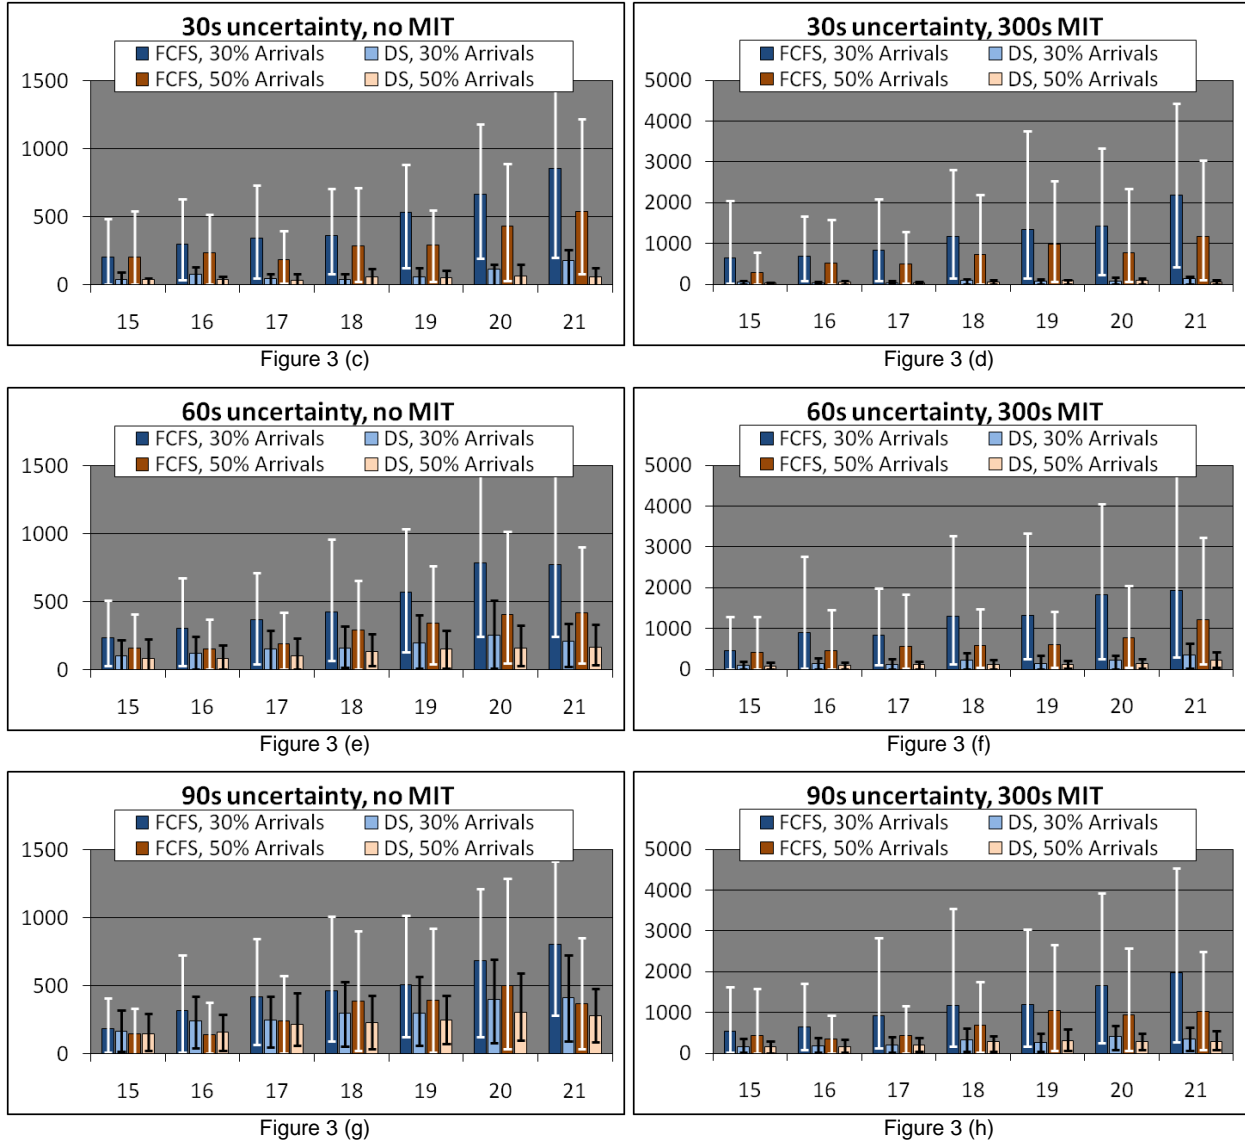 30s uncertainty, no MIT
FCFS, 30% Arrivals DS, 30% Arrivals
FCFS, 50% Arrivals DS, 50% Arrivals
1500
1000
500
0
15 16 17 18 19 20 21
Figure 3 (c)
30s uncertainty, 300s MIT
FCFS, 30% Arrivals DS, 30% Arrivals
FCFS, 50% Arrivals DS, 50% Arrivals
5000
4000
3000
2000
1000
0
15 16 17 18 19 20 21
Figure 3 (d)
60s uncertainty, no MIT
FCFS, 30% Arrivals DS, 30% Arrivals
FCFS, 50% Arrivals DS, 50% Arrivals
1500
1000
500
0
15 16 17 18 19 20 21
Figure 3 (e)
60s uncertainty, 300s MIT
FCFS, 30% Arrivals DS, 30% Arrivals
FCFS, 50% Arrivals DS, 50% Arrivals
5000
4000
3000
2000
1000
0
15 16 17 18 19 20 21
Figure 3 (f)
90s uncertainty, no MIT
FCFS, 30% Arrivals DS, 30% Arrivals
FCFS, 50% Arrivals DS, 50% Arrivals
1500
1000
500
0
15 16 17 18 19 20 21
Figure 3 (g)
90s uncertainty, 300s MIT
FCFS, 30% Arrivals DS, 30% Arrivals
FCFS, 50% Arrivals DS, 50% Arrivals
5000
4000
3000
2000
1000
0
15 16 17 18 19 20 21
Figure 3 (h)